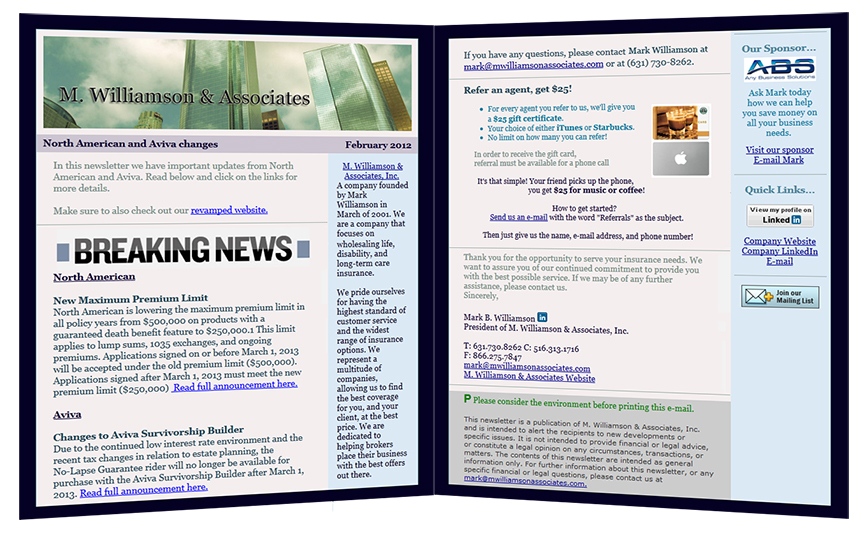 M. Williamson & Associates
North American and Aviva changes
February 2012
In this newsletter we have important updates from North
American and Aviva. Read below and click on the links for
more details.
Make sure to also check out our revamped website.
BREAKING NEWS
North American
New Maximum Premium Limit
North American is lowering the maximum premium limit in
all policy years from $500,000 on products with a
guaranteed death benefit feature to $250,000.1 This limit
applies to lump sums, 1035 exchanges, and ongoing
premiums. Applications signed on or before March 1, 2013
will be accepted under the old premium limit ($500,000).
Applications signed after March 1, 2013 must meet the new
premium limit ($250,000) Read full announcement here.
Aviva
Changes to Aviva Survivorship Builder
Due to the continued low interest rate environment and the
recent tax changes in relation to estate planning, the
No-Lapse Guarantee rider will no longer be available for
purchase with the Aviva Survivorship Builder after March 1,
2013. Read full announcement here.
M. Williamson &
Associates, Inc.
A company founded
by Mark
Williamson in
March of 2001. We
are a company that
focuses on
wholesaling life,
disability, and
long-term care
insurance.
We pride ourselves
for having the
highest standard of
customer service
and the widest
range of
insurance options.
We
represent a
multitude of
companies,
allowing us to find
the best coverage
for you, and your
client, at the best
price. We are
dedicated to
helping brokers
place their business
with the best offers
out there.
If you have any questions, please contact Mark Williamson at
mark@mwilliamsonassociates.com or at (631) 730-8262.
Refer an agent, get $25!
• For every agent you refer to us, we'll give you
a $25 gift certificate.
• Your choice of either iTunes or Starbucks.
• No limit on how many you can refer!
In order to receive the gift card,
referral must be available for a phone call
It's that simple! Your friend picks up the phone,
you get $25 for music or coffee!
How to get started?
Send us an e-mail with the word "Referrals" as the subject.
Then just give us the name, e-mail address, and phone number!
Thank you for the opportunity to serve your insurance needs. We
want to assure you of our continued commitment to provide you
with the best possible service. If we may be of any further
assistance, please contact us.
Sincerely,
Mark B. Williamson in
President of M. Williamson & Associates, Inc.
T: 631.730.8262 C: 516.313.1716
F: 866.275.7847
mark@mwilliamsonassociates.com
M. Williamson & Associates Website
P Please consider the environment before printing this e-mail.
This newsletter is a publication of M. Williamson & Associates, Inc.
and is intended to alert the recipients to new developments or
specific issues. It is not intended to provide financial or legal advice,
or constitute a legal opinion on any circumstances, transactions, or
matters. The contents of this newsletter are intended as general
information only. For further information about this newsletter, or any
specific financial or legal questions, please contact us at
mark@mwilliamsonassociates.com.
Our Sponsor...
ABS
Any Business Solutions
Ask Mark today
how we can help
you save money on
all your business
needs.
Visit our sponsor
E-mail Mark
Quick Links...
View my profile on
Linked in
Company Website
Company LinkedIn
E-mail
Join our
Mailing List